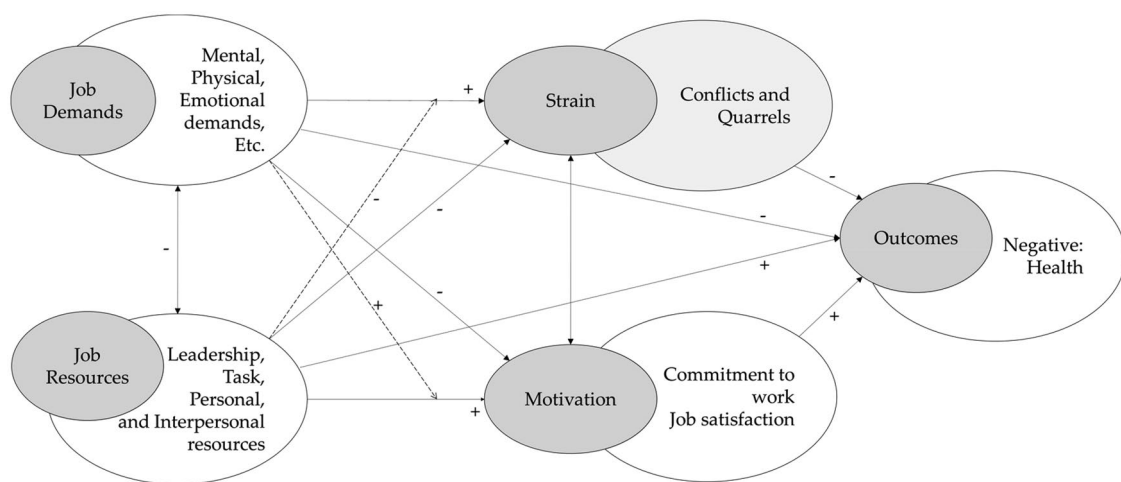 Job
Demands
Mental,
Physical,
Emotional
demands,
Etc.
+
Strain
Conflicts and
Quarrels
-
-
-
-
-
-
+
+
Outcomes
Negative:
Health
Job
Resources
Leadership,
Task,
Personal,
and Interpersonal
resources
+
Motivation
Commitment to
work
Job satisfaction
+